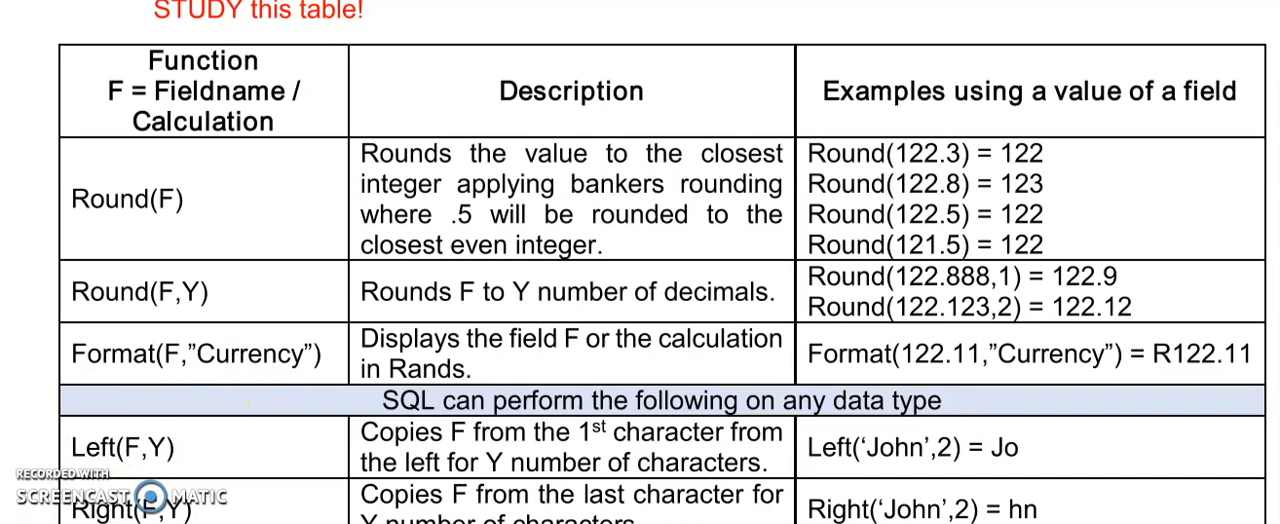 STUDY this table!
Function
F = Fieldname /
Calculation
Description
Examples using a value of a field
Round(F)
Rounds the value to the closest
integer applying bankers rounding
where .5 will be rounded to the
closest even integer.
Round(122.3) = 122
Round(122.8) = 123
Round(122.5) = 122
Round(121.5) = 122
Round(F,Y)
Rounds F to Y number of decimals.
Round(122.888,1) = 122.9
Round(122.123,2) = 122.12
Format(F,”Currency”)
Displays the field F or the calculation
in Rands.
Format(122.11,”Currency”) = R122.11
SQL can perform the following on any data type
Left(F,Y)
Copies F from the 1st character from
the left for Y number of characters.
Left(‘John’,2) = Jo
Right(F,Y)
Copies F from the last character for
Y number of characters.
Right(‘John’,2) = hn
RECORDED WITH
SCREENCAST MATIC